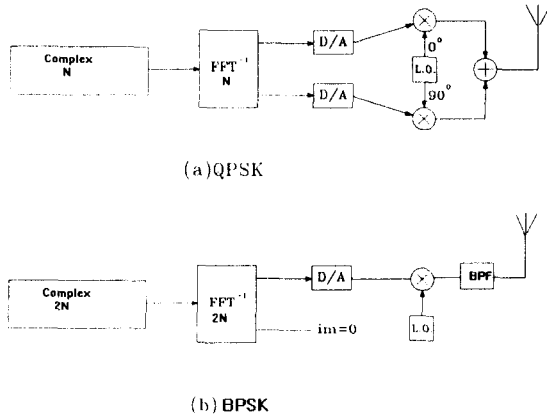 Complex
N
FFT⁻¹
N
D/A
D/A
0°
L.O.
90°
(a)QPSK
Complex
2N
FFT⁻¹
2N
D/A
im=0
L.O.
BPF
(b) BPSK